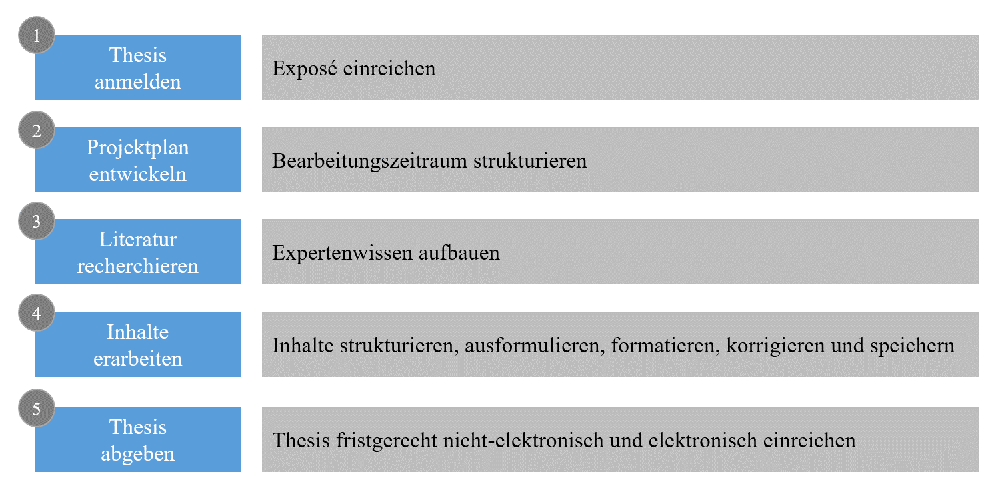 1
Thesis
anmelden
Exposé einreichen
2
Projektplan
entwickeln
Bearbeitungszeitraum strukturieren
3
Literatur
recherchieren
Expertenwissen aufbauen
4
Inhalte
erarbeiten
Inhalte strukturieren, ausformulieren, formatieren, korrigieren und speichern
5
Thesis
abgeben
Thesis fristgerecht nicht-elektronisch und elektronisch einreichen